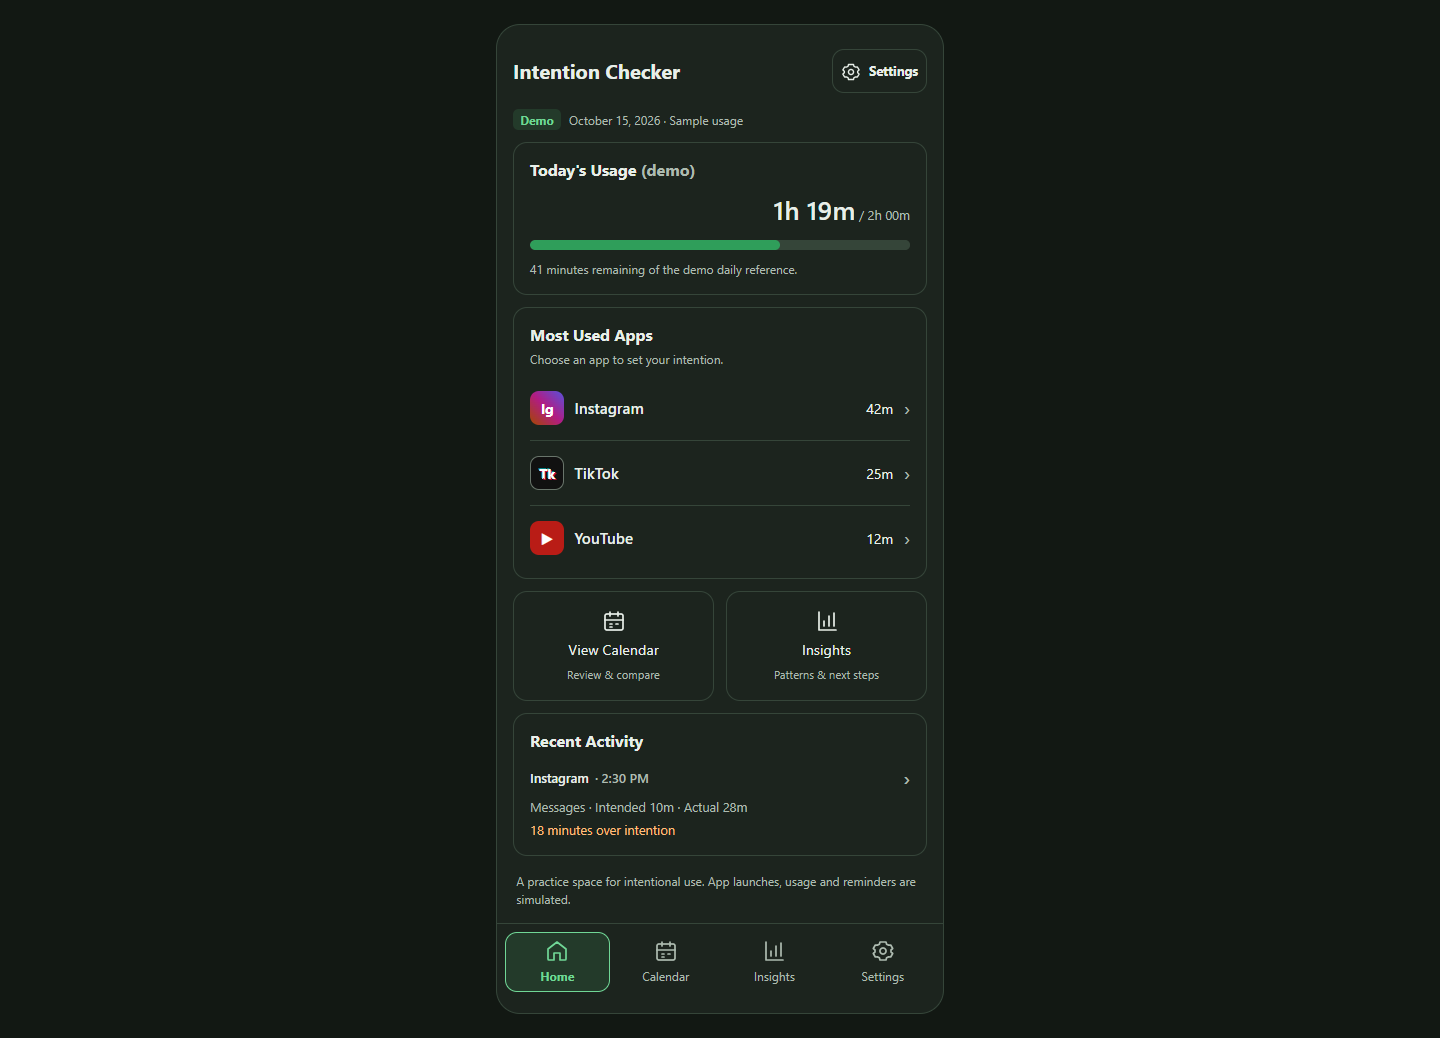 Intention Checker
Settings
Demo
October 15, 2026 · Sample usage
Today's Usage (demo)
1h 19m / 2h 00m
41 minutes remaining of the demo daily reference.
Most Used Apps
Choose an app to set your intention.
Ig
Instagram
42m ›
Tk
TikTok
25m ›
YouTube
12m ›
View Calendar
Review & compare
Insights
Patterns & next steps
Recent Activity
Instagram · 2:30 PM ›
Messages · Intended 10m · Actual 28m
18 minutes over intention
A practice space for intentional use. App launches, usage and reminders are
simulated.
Home
Calendar
Insights
Settings